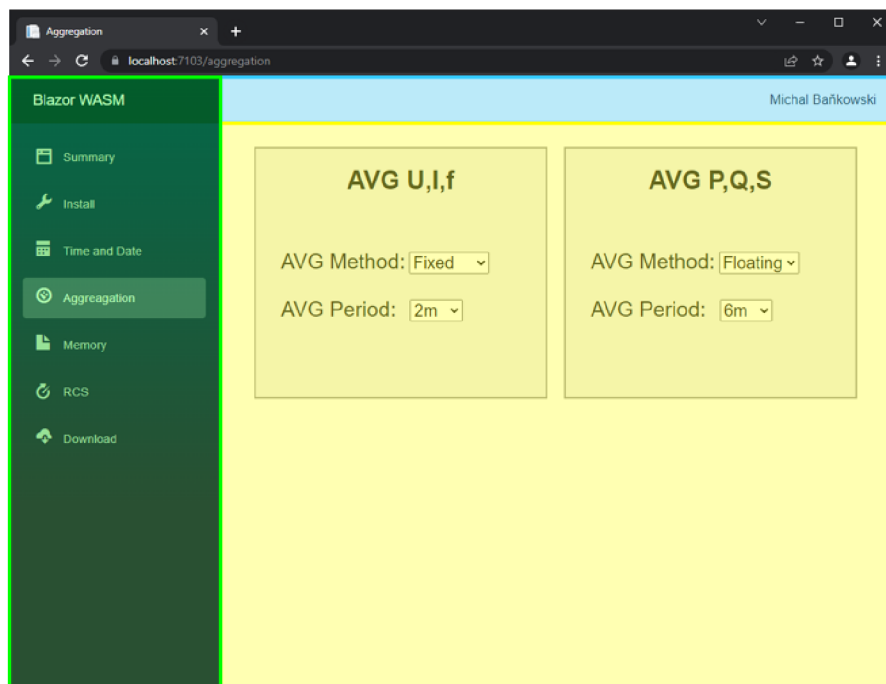 Aggregation
localhost:7103/aggregation
Blazor WASM
Michal Baňkowski
Summary
Install
Time and Date
Aggreagation
Memory
RCS
Download
AVG U,I,f
AVG Method: Fixed
AVG Period: 2m
AVG P,Q,S
AVG Method: Floating
AVG Period: 6m